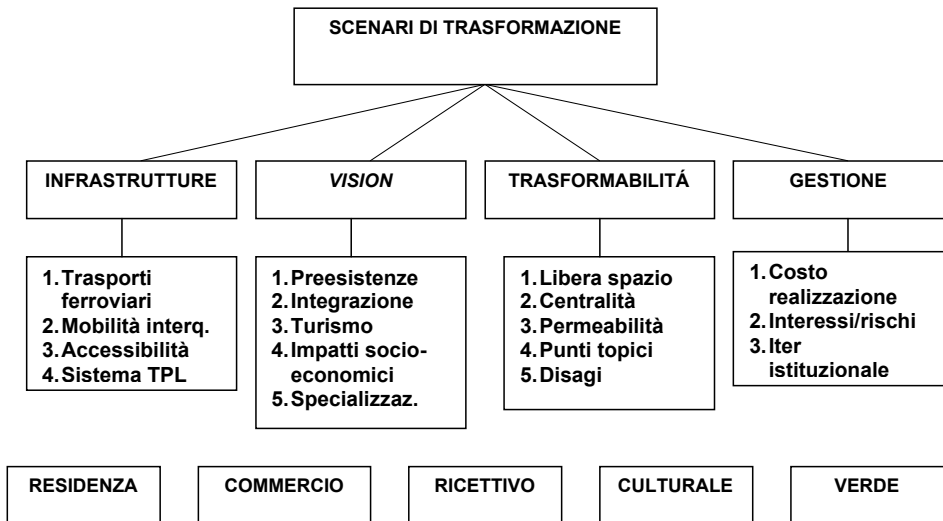 SCENARI DI TRASFORMAZIONE
INFRASTRUTTURE
VISION
TRASFORMABILITÁ
GESTIONE
1. Trasporti
ferroviari
2. Mobilità interq.
3. Accessibilità
4. Sistema TPL
1. Preesistenze
2. Integrazione
3. Turismo
4. Impatti socio-
economici
5. Specializzaz.
1. Libera spazio
2. Centralità
3. Permeabilità
4. Punti topici
5. Disagi
1. Costo
realizzazione
2. Interessi/rischi
3. Iter
istituzionale
RESIDENZA
COMMERCIO
RICETTIVO
CULTURALE
VERDE